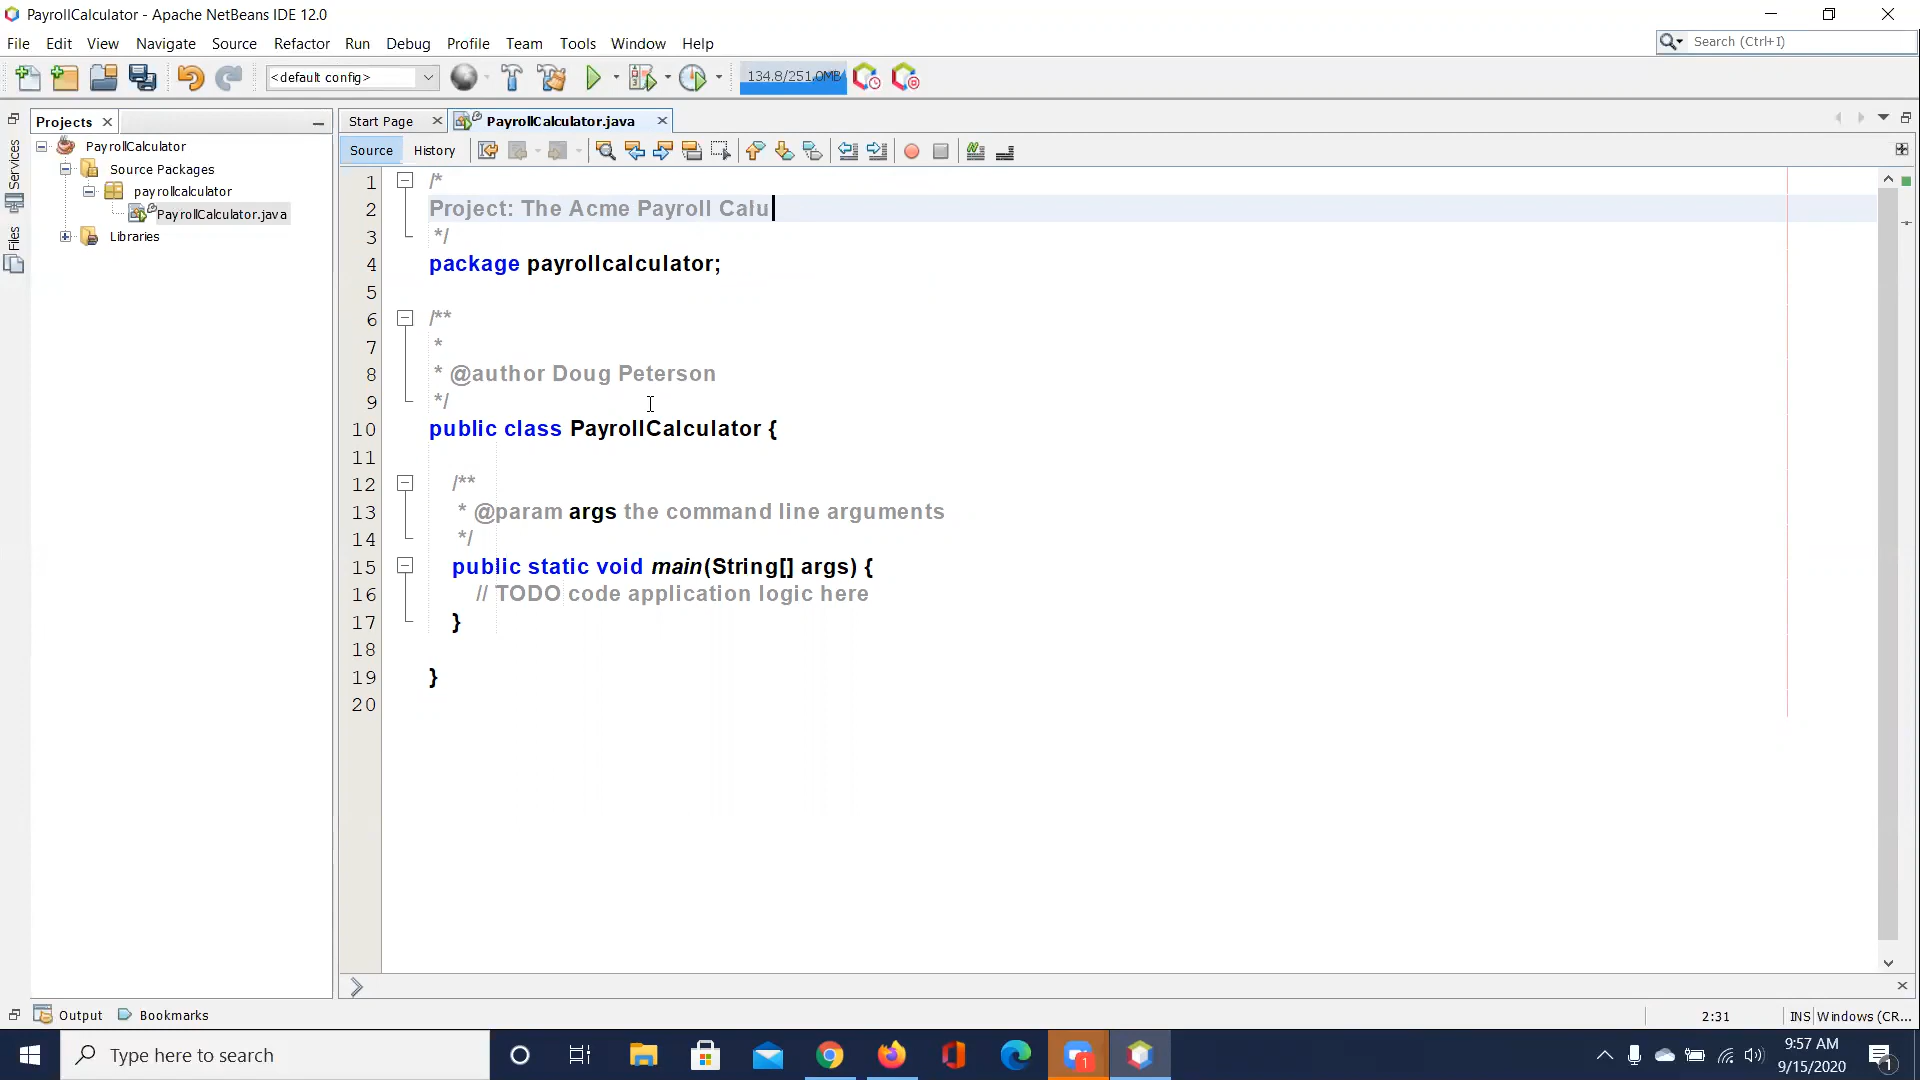 PayrollCalculator - Apache NetBeans IDE 12.0
File Edit View Navigate Source Refactor Run Debug Profile Team Tools Window Help
Search (Ctrl+I)
<default config>
134.8/251.0MB
Projects
Start Page
PayrollCalculator.java
Services
Files
PayrollCalculator
Source Packages
payrollcalculator
PayrollCalculator.java
Libraries
Source History
1 /*
2 Project: The Acme Payroll Calu
3 */
4 package payrollcalculator;
5
6 /**
7 *
8 * @author Doug Peterson
9 */
10 public class PayrollCalculator {
11
12 /**
13 * @param args the command line arguments
14 */
15 public static void main(String[] args) {
16 // TODO code application logic here
17 }
18
19 }
20
Output Bookmarks
2:31 INS Windows (CR...
Type here to search
1
9:57 AM
9/15/2020
1